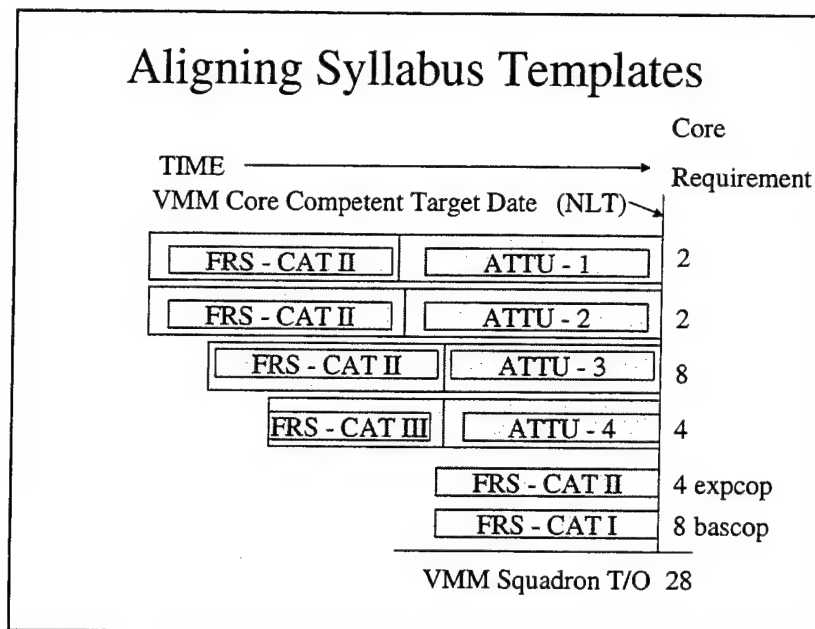 Aligning Syllabus Templates
Core
TIME
Requirement
VMM Core Competent Target Date (NLT)
FRS - CAT II ATTU - 1 2
FRS - CAT II ATTU - 2 2
FRS - CAT II ATTU - 3 8
FRS - CAT III ATTU - 4 4
FRS - CAT II 4 expcop
FRS - CAT I 8 bascop
VMM Squadron T/O 28